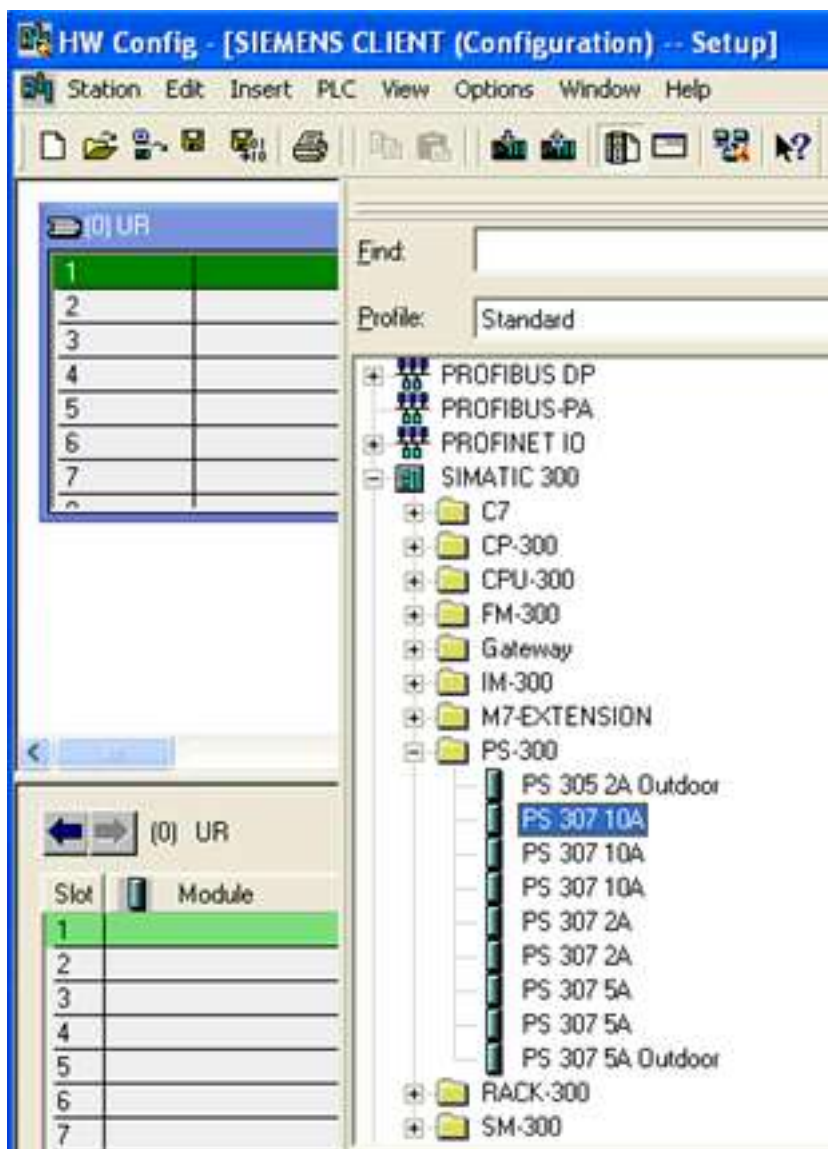 HW Config - [SIEMENS CLIENT (Configuration) -- Setup]
Station Edit Insert PLC View Options Window Help
(0) UR
1
2
3
4
5
6
7
Find:
Profile: Standard
PROFIBUS DP
PROFIBUS-PA
PROFINET IO
SIMATIC 300
C7
CP-300
CPU-300
FM-300
Gateway
IM-300
M7-EXTENSION
PS-300
PS 305 2A Outdoor
PS 307 10A
PS 307 10A
PS 307 10A
PS 307 2A
PS 307 2A
PS 307 5A
PS 307 5A
PS 307 5A Outdoor
RACK-300
SM-300
(0) UR
Slot Module
1
2
3
4
5
6
7